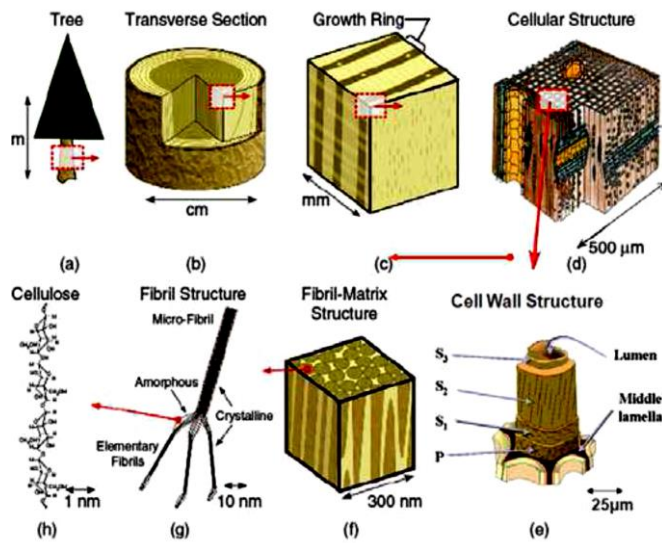 Tree
Transverse Section
Growth Ring
Cellular Structure
m
cm
mm
500 µm
(a)
(b)
(c)
(d)
Cellulose
Fibril Structure
Fibril-Matrix
Structure
Cell Wall Structure
Micro-Fibril
Amorphous
Crystalline
Elementary
Fibrils
S3
S2
S1
P
Lumen
Middle
lamella
1 nm
10 nm
300 nm
25µm
(h)
(g)
(f)
(e)